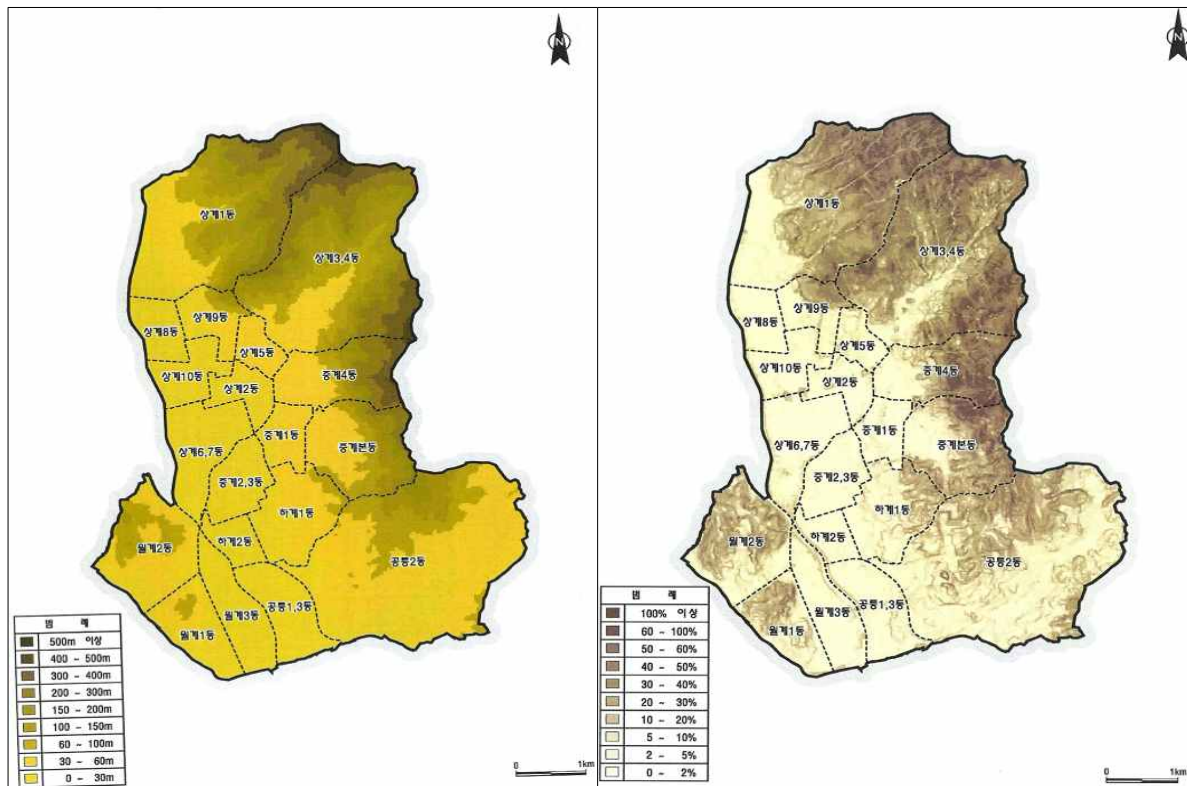 N
상계1동
상계3,4동
상계9동
상계8동
상계5동
중계4동
상계10동
상계2동
중계1동
중계본동
상계6,7동
중계2,3동
하계1동
하계2동
월계2동
공릉2동
공릉1,3동
월계3동
월계1동
범 례
500m 이상
400 ~ 500m
300 ~ 400m
200 ~ 300m
150 ~ 200m
100 ~ 150m
60 ~ 100m
30 ~ 60m
0 ~ 30m
0 1km
N
상계1동
상계3,4동
상계9동
상계8동
상계5동
중계4동
상계10동
상계2동
중계1동
중계본동
상계6,7동
중계2,3동
하계1동
하계2동
월계2동
공릉2동
공릉1,3동
월계3동
월계1동
범 례
100% 이상
60 ~ 100%
50 ~ 60%
40 ~ 50%
30 ~ 40%
20 ~ 30%
10 ~ 20%
5 ~ 10%
2 ~ 5%
0 ~ 2%
0 1km